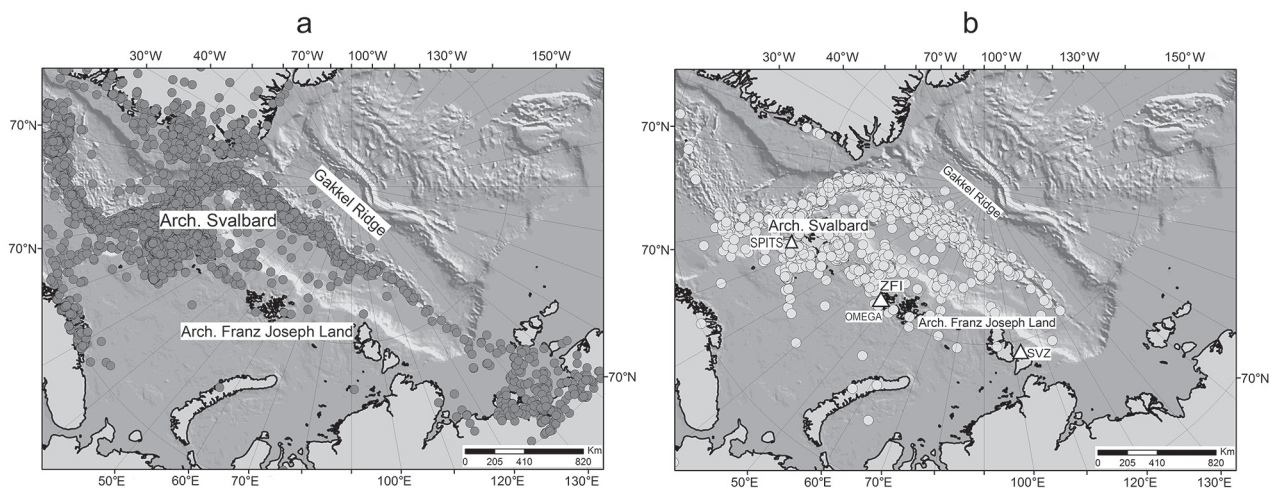 a
30°W 40°W 70°W 100°W 130°W 150°W
70°N
Gakkel Ridge
Arch. Svalbard
70°N
Arch. Franz Joseph Land
70°N
Km
0 205 410 820
50°E 60°E 70°E 100°E 120°E 130°E
b
30°W 40°W 70°W 100°W 130°W 150°W
70°N
Gakkel Ridge
Arch. Svalbard
SPITS
70°N
ZFI
OMEGA
Arch. Franz Joseph Land
SVZ
70°N
Km
0 205 410 820
50°E 60°E 70°E 100°E 120°E 130°E